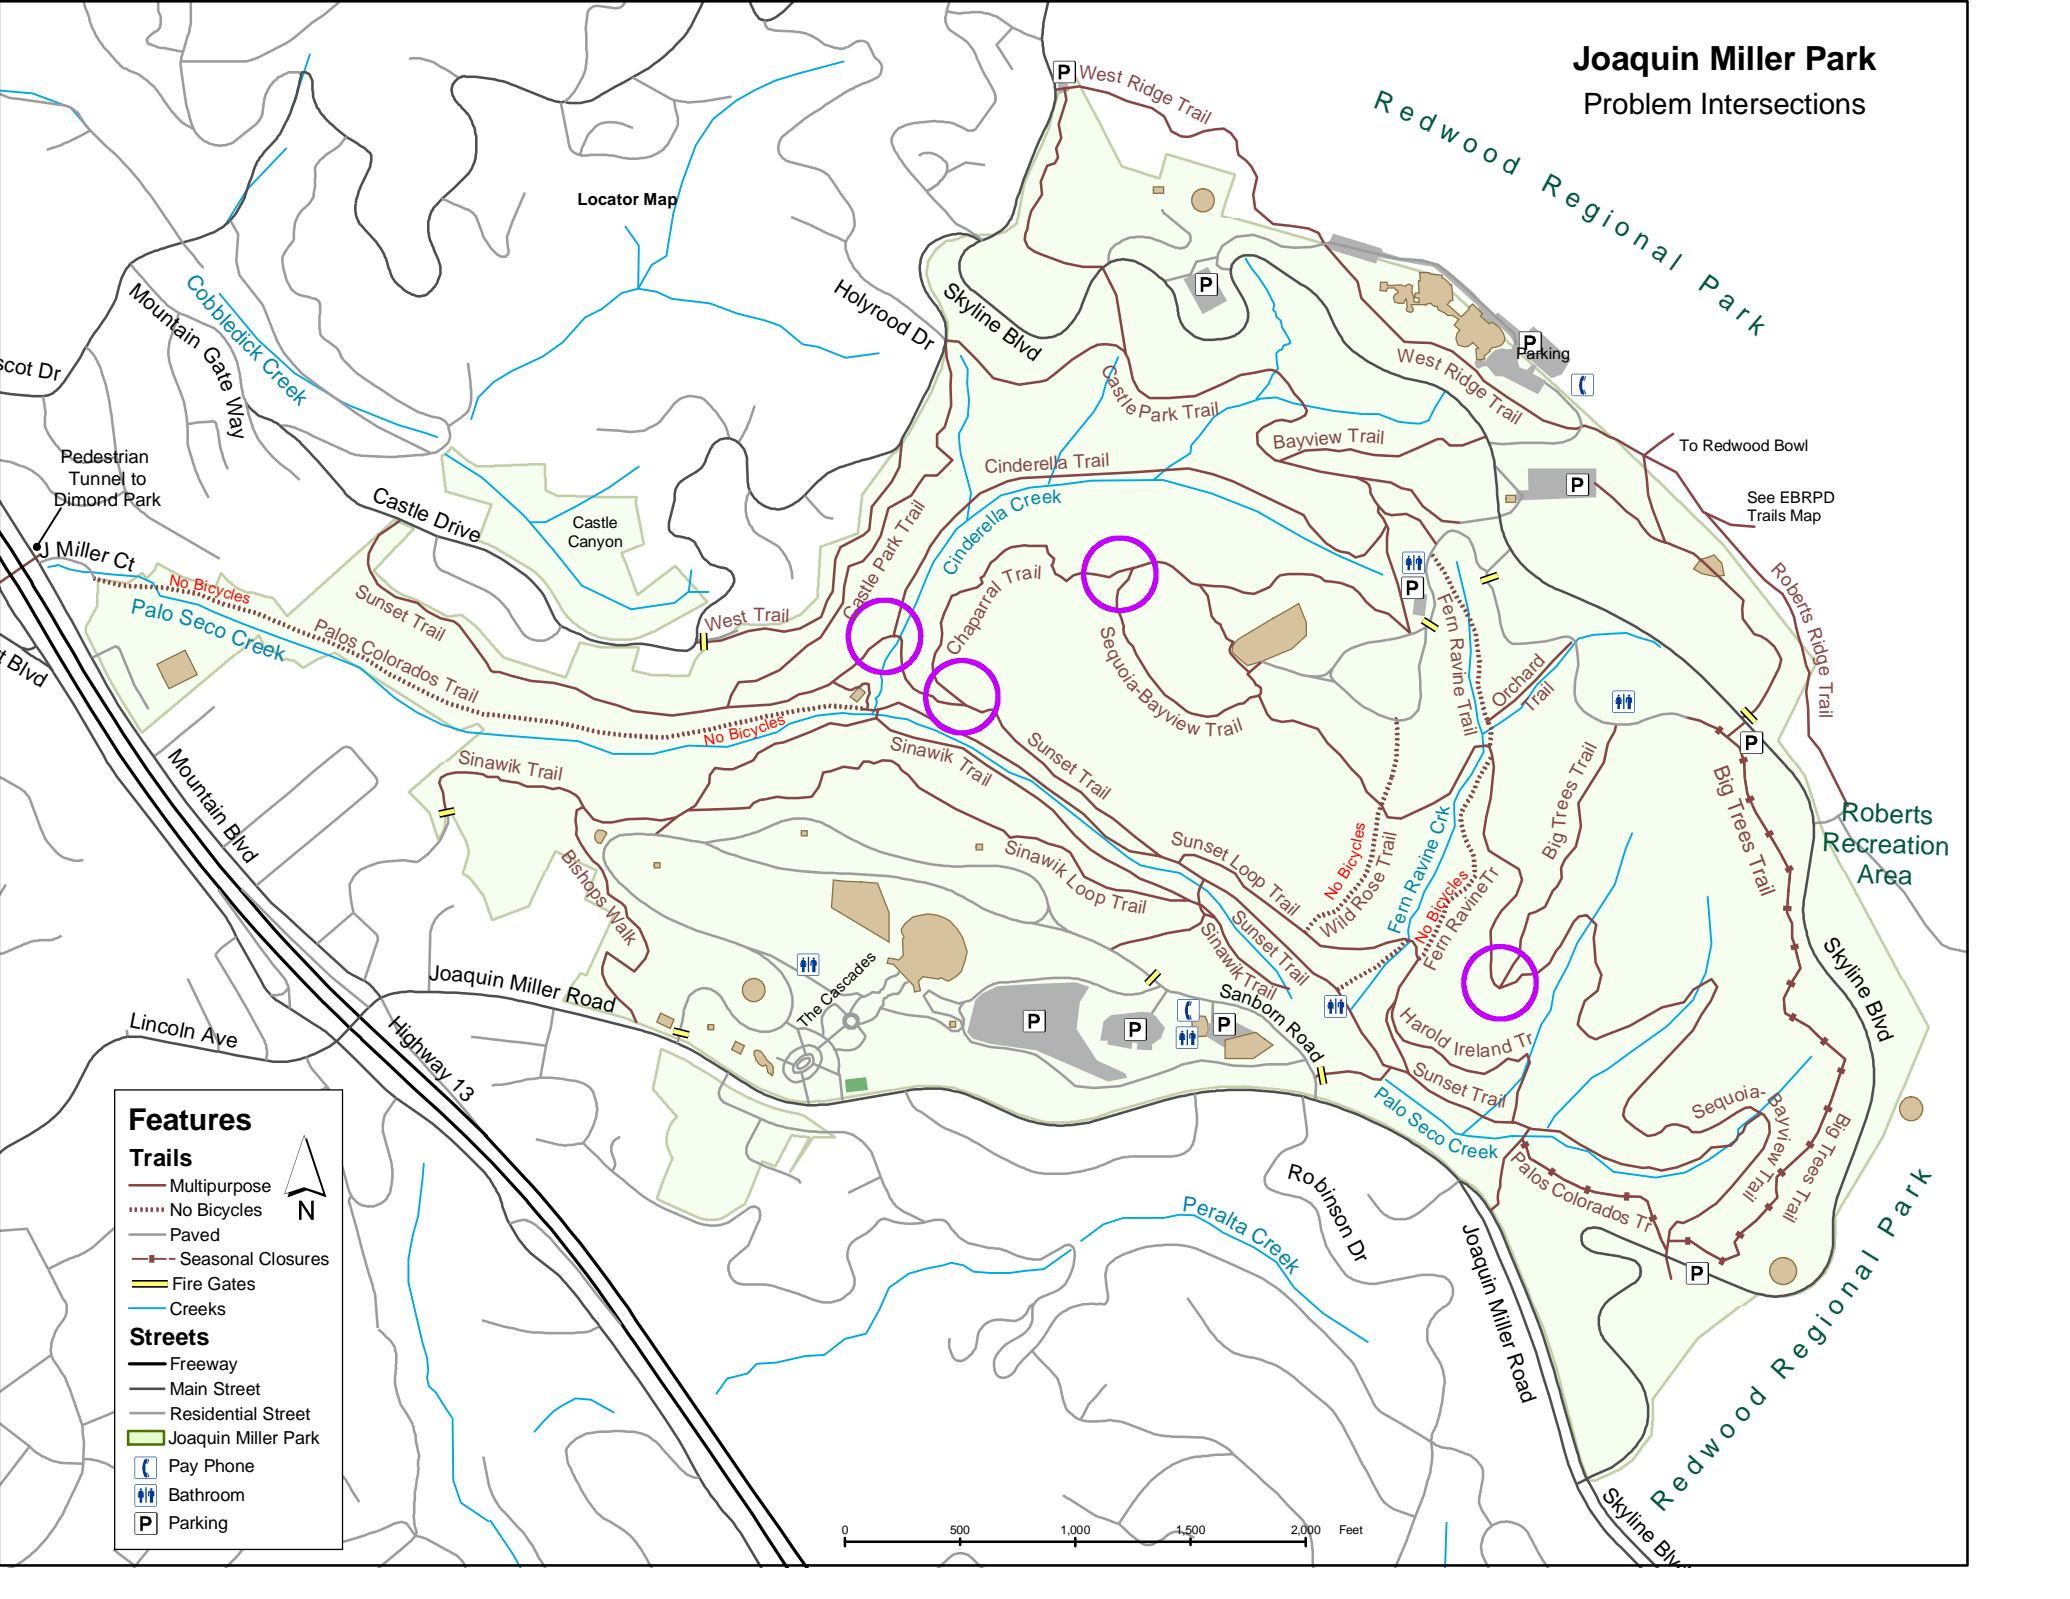 Joaquin Miller Park
Problem Intersections
Redwood Regional Park
West Ridge Trail
P
Locator Map
Holyrood Dr
Skyline Blvd
P
Cobbledick Creek
Mountain Gate Way
scot Dr
P
Parking
West Ridge Trail
Castle Park Trail
Bayview Trail
To Redwood Bowl
Cinderella Trail
Cinderella Creek
P
See EBRPD
Trails Map
Pedestrian
Tunnel to
Dimond Park
Castle Drive
Castle
Canyon
J Miller Ct
No Bicycles
Palo Seco Creek
Sunset Trail
Palos Colorados Trail
West Trail
Castle Park Trail
Chaparral Trail
P
Fern Ravine Trail
Orchard
Trail
Roberts Ridge Trail
Sequoia-Bayview Trail
t Blvd
No Bicycles
Sinawik Trail
Sinawik Trail
Sunset Trail
P
Mountain Blvd
Big Trees Trail
Big Trees Trail
Roberts
Recreation
Area
Bishops Walk
Sinawik Loop Trail
Sunset Loop Trail
No Bicycles
Wild Rose Trail
Fern Ravine Crk
No Bicycles
Fern Ravine Tr
Sunset Trail
Sinawik Trail
Skyline Blvd
Joaquin Miller Road
The Cascades
Sanborn Road
P
P
P
Lincoln Ave
Highway 13
Harold Ireland Tr
Sunset Trail
Palo Seco Creek
Sequoia-
Bayview Trail
Big Trees Trail
Palos Colorados Tr
P
Robinson Dr
Peralta Creek
Joaquin Miller Road
Redwood Regional Park
Skyline Blvd
Features
Trails
Multipurpose
No Bicycles
N
Paved
Seasonal Closures
Fire Gates
Creeks
Streets
Freeway
Main Street
Residential Street
Joaquin Miller Park
Pay Phone
Bathroom
P Parking
0 500 1,000 1,500 2,000 Feet